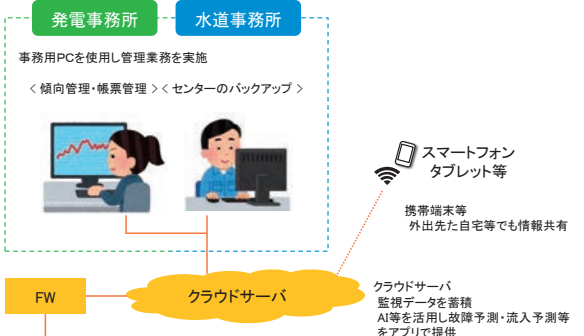 発電事務所
水道事務所
事務用PCを使用し管理業務を実施
<傾向管理・帳票管理><センターのバックアップ>
スマートフォン
タブレット等
携帯端末等
外出先た自宅等でも情報共有
FW
クラウドサーバ
クラウドサーバ
監視データを蓄積
AI等を活用し故障予測・流入予測等
をアプリで提供